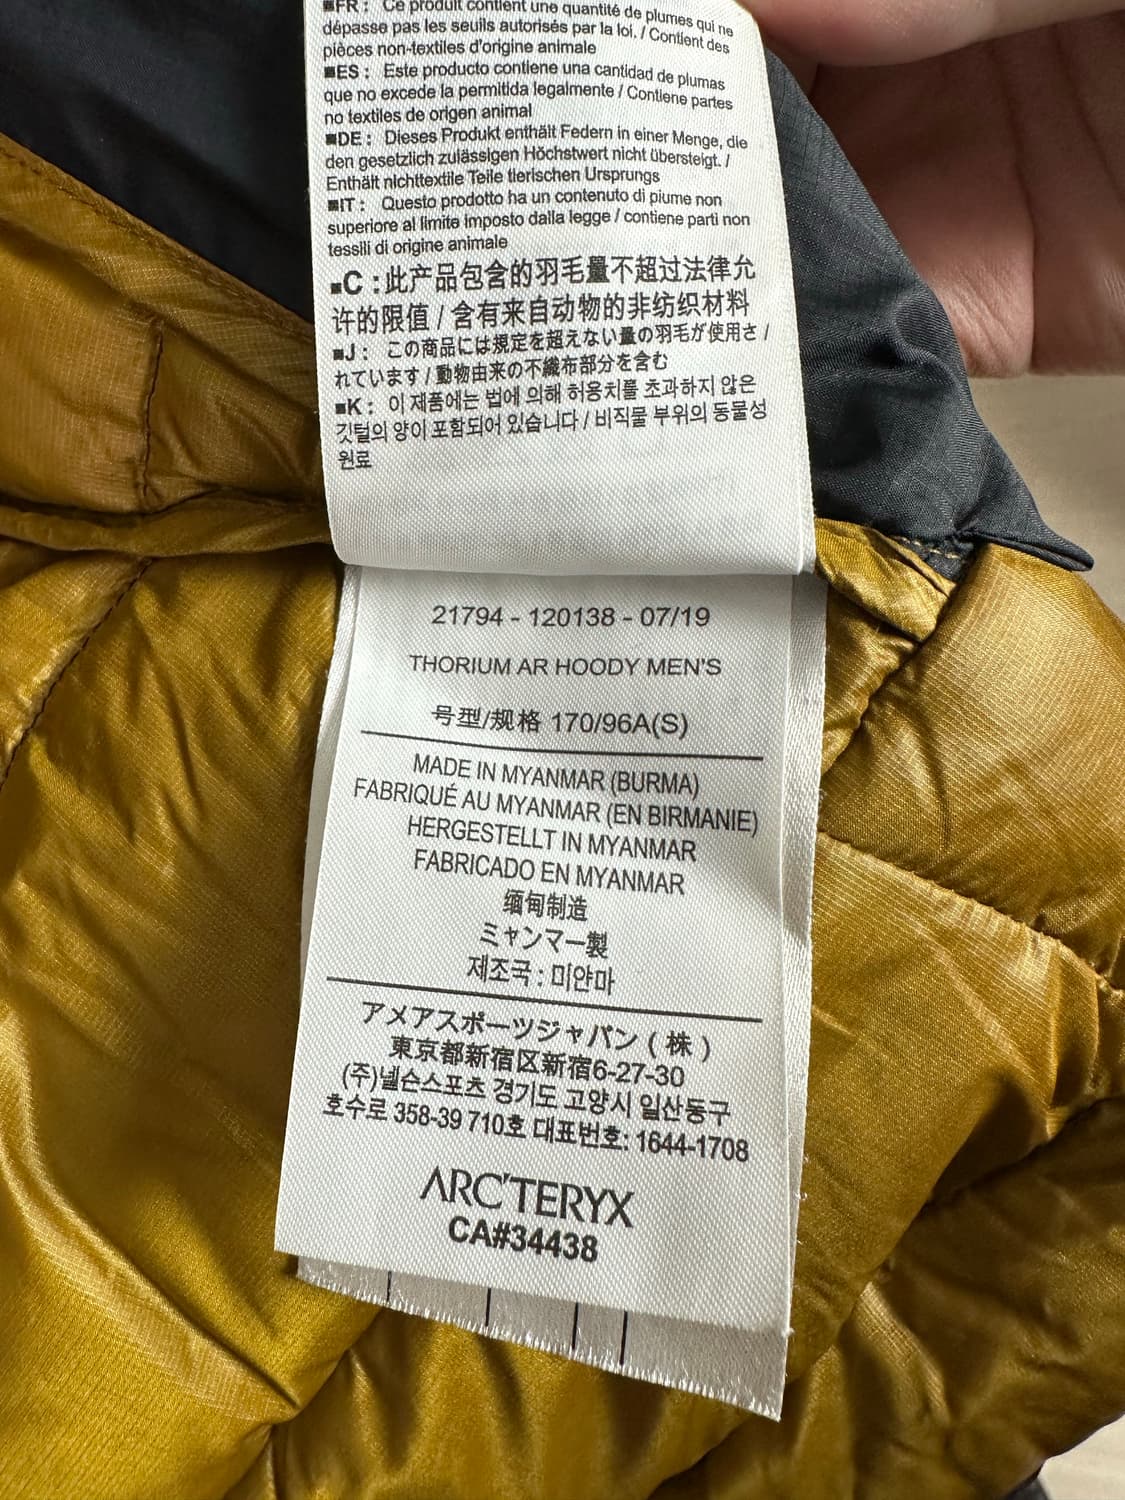 ■FR : Ce produit contient une quantité de plumes qui ne
dépasse pas les seuils autorisés par la loi. / Contient des
pièces non-textiles d'origine animale
■ES : Este producto contiene una cantidad de plumas
que no excede la permitida legalmente / Contiene partes
no textiles de origen animal
■DE : Dieses Produkt enthält Federn in einer Menge, die
den gesetzlich zulässigen Höchstwert nicht übersteigt. /
Enthält nichttextile Teile tierischen Ursprungs
■IT : Questo prodotto ha un contenuto di piume non
superiore al limite imposto dalla legge / contiene parti non
tessili di origine animale
■C :此产品包含的羽毛量不超过法律允
许的限值 / 含有来自动物的非纺织材料
■J : この商品には規定を超えない量の羽毛が使用さ /
れています / 動物由来の不織布部分を含む
■K : 이 제품에는 법에 의해 허용치를 초과하지 않은
깃털의 양이 포함되어 있습니다 / 비직물 부위의 동물성
원료
21794 - 120138 - 07/19
THORIUM AR HOODY MEN'S
号型/规格 170/96A(S)
MADE IN MYANMAR (BURMA)
FABRIQUÉ AU MYANMAR (EN BIRMANIE)
HERGESTELLT IN MYANMAR
FABRICADO EN MYANMAR
缅甸制造
ミャンマー製
제조국 : 미얀마
アメアスポーツジャパン ( 株 )
東京都新宿区新宿6-27-30
(주)넬슨스포츠 경기도 고양시 일산동구
호수로 358-39 710호 대표번호: 1644-1708
ARC'TERYX
CA#34438